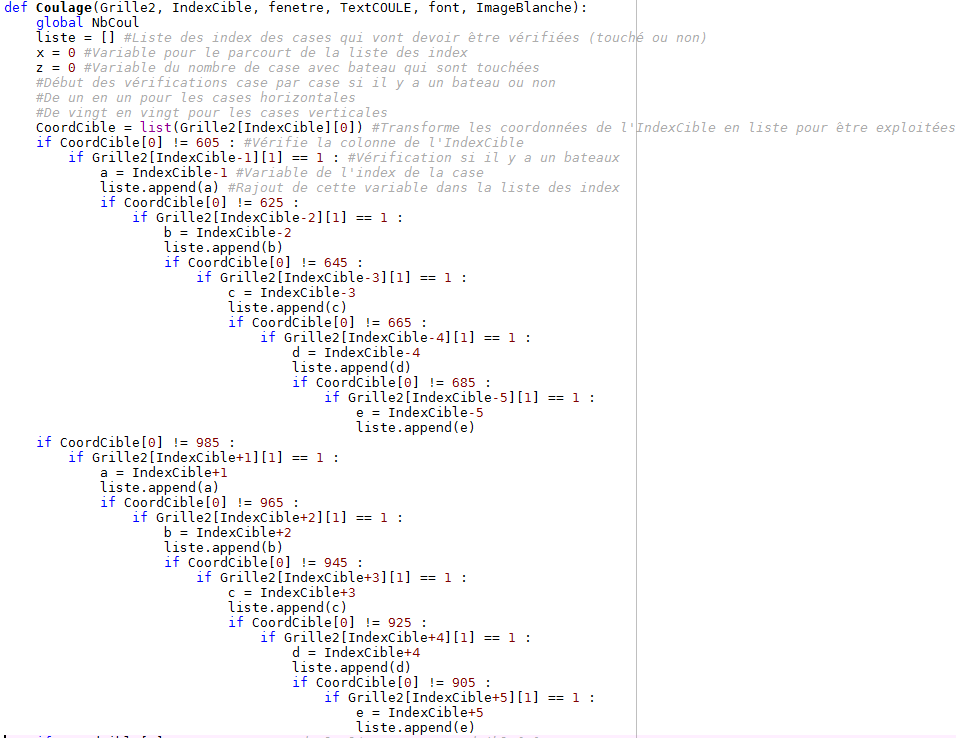 def Coulage(Grille2, IndexCible, fenetre, TextCOULE, font, ImageBlanche):
    global NbCoul
    liste = [] #Liste des index des cases qui vont devoir être vérifiées (touché ou non)
    x = 0 #Variable pour le parcourt de la liste des index
    z = 0 #Variable du nombre de case avec bateau qui sont touchées
    #Début des vérifications case par case si il y a un bateau ou non
    #De un en un pour les cases horizontales
    #De vingt en vingt pour les cases verticales
    CoordCible = list(Grille2[IndexCible][0]) #Transforme les coordonnées de l'IndexCible en liste pour être exploitées
    if CoordCible[0] != 605 : #Vérifie la colonne de l'IndexCible
        if Grille2[IndexCible-1][1] == 1 : #Vérification si il y a un bateaux
            a = IndexCible-1 #Variable de l'index de la case
            liste.append(a) #Rajout de cette variable dans la liste des index
            if CoordCible[0] != 625 :
                if Grille2[IndexCible-2][1] == 1 :
                    b = IndexCible-2
                    liste.append(b)
                    if CoordCible[0] != 645 :
                        if Grille2[IndexCible-3][1] == 1 :
                            c = IndexCible-3
                            liste.append(c)
                            if CoordCible[0] != 665 :
                                if Grille2[IndexCible-4][1] == 1 :
                                    d = IndexCible-4
                                    liste.append(d)
                                    if CoordCible[0] != 685 :
                                        if Grille2[IndexCible-5][1] == 1 :
                                            e = IndexCible-5
                                            liste.append(e)
    if CoordCible[0] != 985 :
        if Grille2[IndexCible+1][1] == 1 :
            a = IndexCible+1
            liste.append(a)
            if CoordCible[0] != 965 :
                if Grille2[IndexCible+2][1] == 1 :
                    b = IndexCible+2
                    liste.append(b)
                    if CoordCible[0] != 945 :
                        if Grille2[IndexCible+3][1] == 1 :
                            c = IndexCible+3
                            liste.append(c)
                            if CoordCible[0] != 925 :
                                if Grille2[IndexCible+4][1] == 1 :
                                    d = IndexCible+4
                                    liste.append(d)
                                    if CoordCible[0] != 905 :
                                        if Grille2[IndexCible+5][1] == 1 :
                                            e = IndexCible+5
                                            liste.append(e)